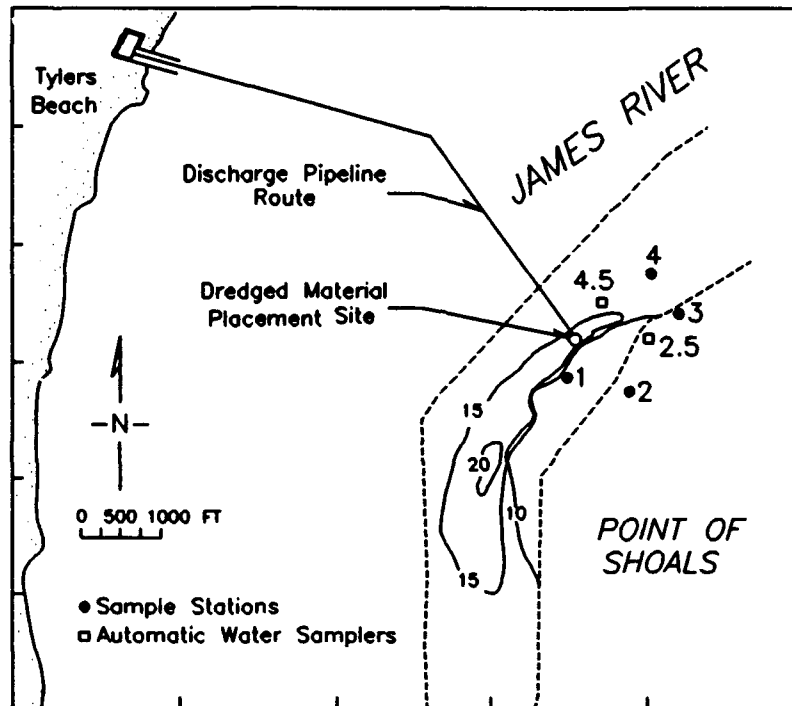 Tylers
Beach
JAMES RIVER
Discharge Pipeline
Route
4
4.5
Dredged Material
Placement Site
3
2.5
1
2
15
-N-
20
10
0 500 1000 FT
POINT OF
SHOALS
15
Sample Stations
Automatic Water Samplers